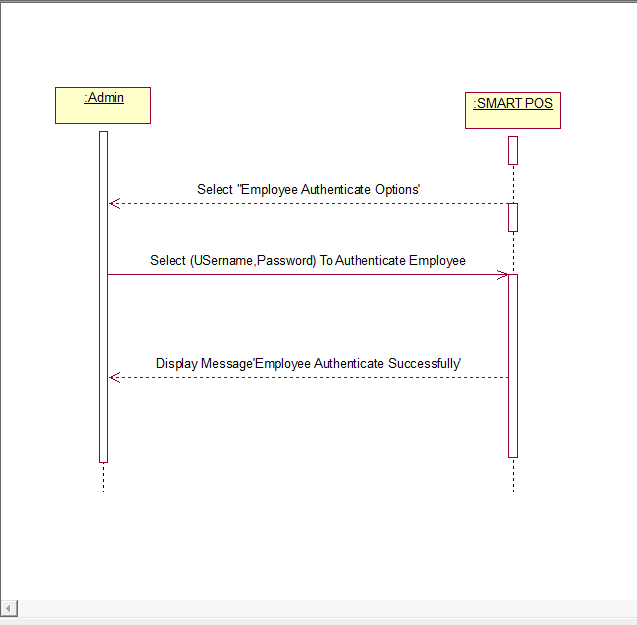 :Admin
:SMART POS
Select "Employee Authenticate Options'
Select (USername,Password) To Authenticate Employee
Display Message'Employee Authenticate Successfully'